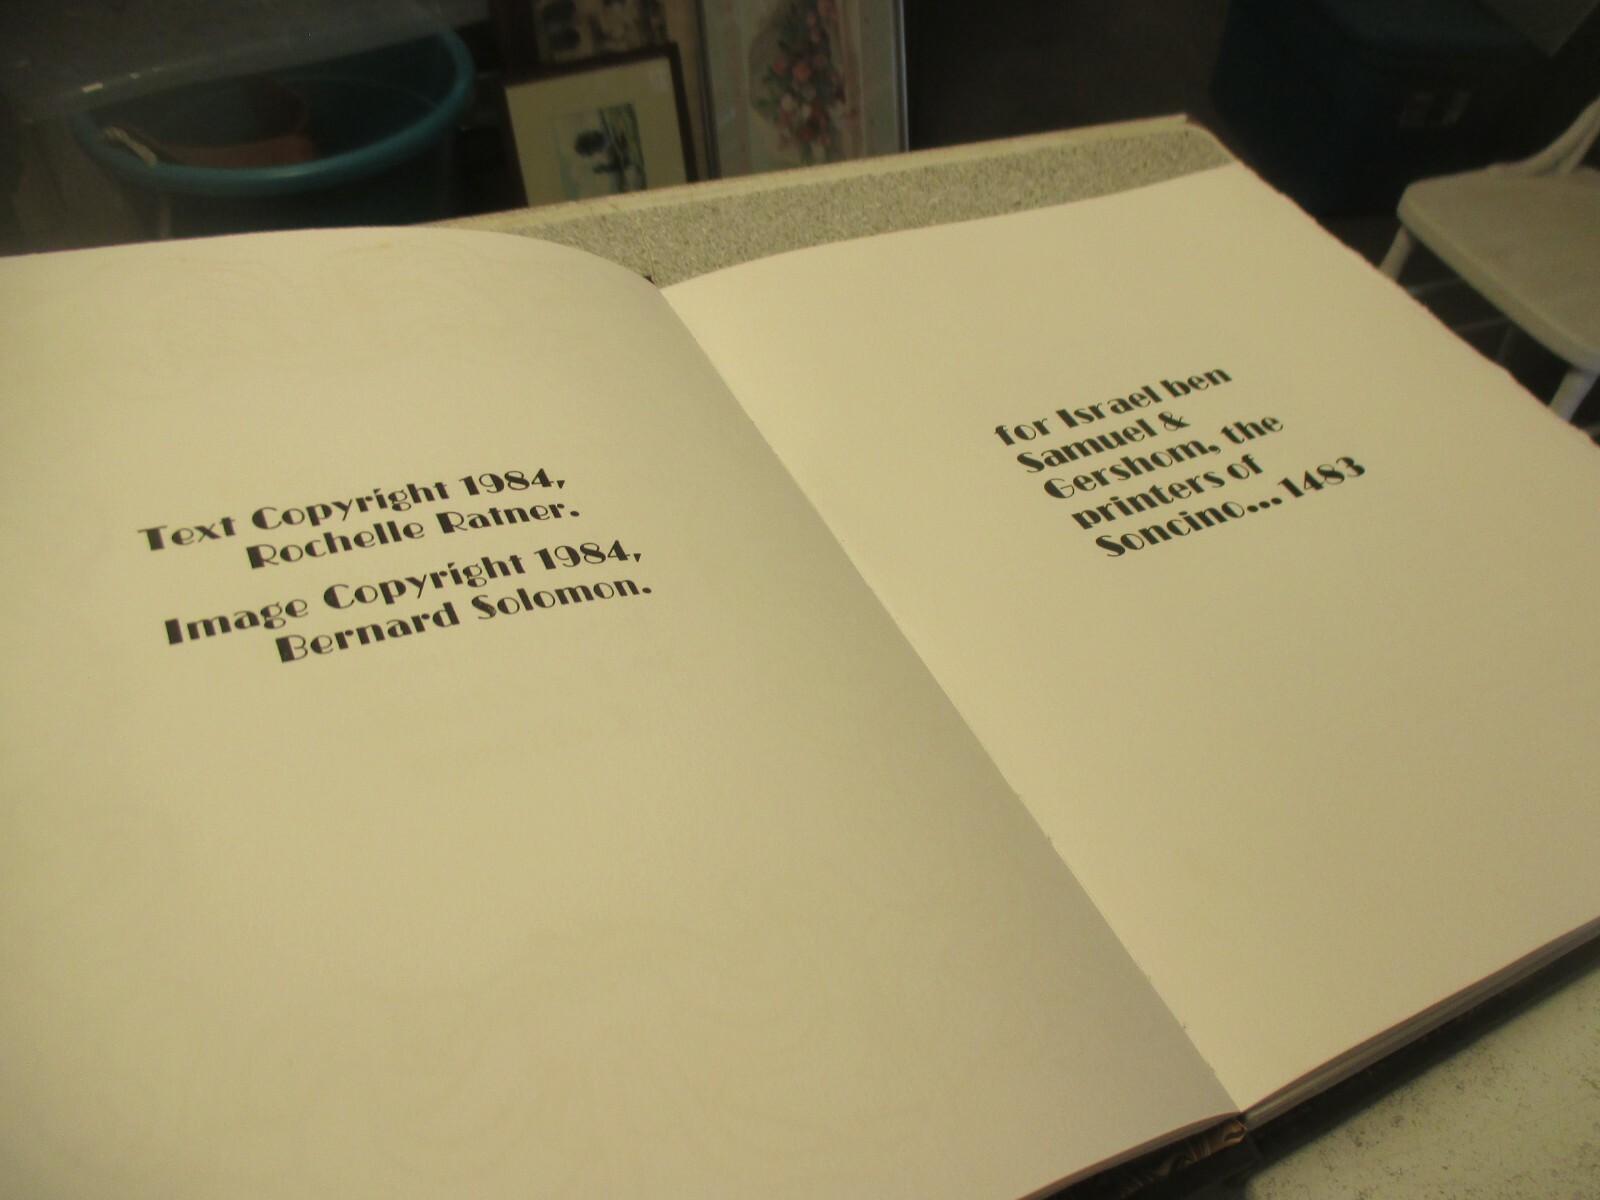 Text Copyright 1984,
Rochelle Ratner.
Image Copyright 1984,
Bernard Solomon.
for Israel ben
Samuel &
Gershom, the
printers of
Soncino...1483